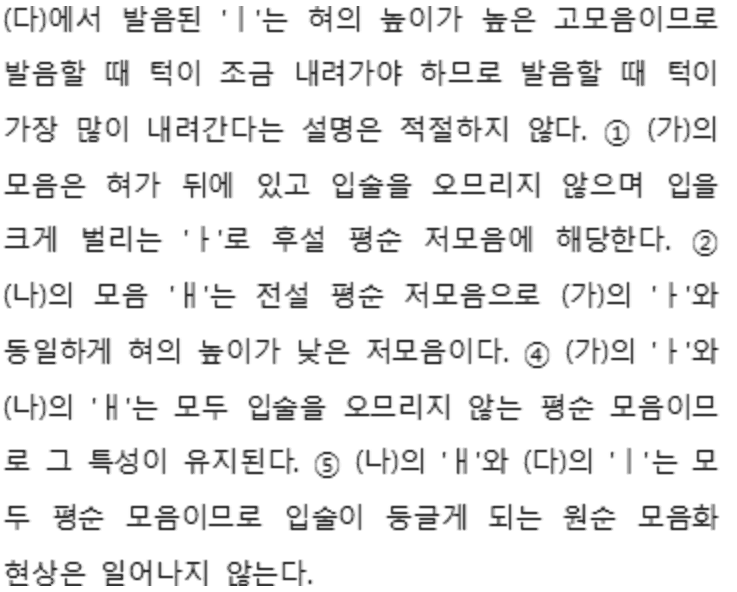 (다)에서 발음된 'ㅣ'는 혀의 높이가 높은 고모음이므로
발음할 때 턱이 조금 내려가야 하므로 발음할 때 턱이
가장 많이 내려간다는 설명은 적절하지 않다. ① (가)의
모음은 혀가 뒤에 있고 입술을 오므리지 않으며 입을
크게 벌리는 'ㅏ'로 후설 평순 저모음에 해당한다. ②
(나)의 모음 'ㅐ'는 전설 평순 저모음으로 (가)의 'ㅏ'와
동일하게 혀의 높이가 낮은 저모음이다. ④ (가)의 'ㅏ'와
(나)의 'ㅐ'는 모두 입술을 오므리지 않는 평순 모음이므
로 그 특성이 유지된다. ⑤ (나)의 'ㅐ'와 (다)의 'ㅣ'는 모
두 평순 모음이므로 입술이 둥글게 되는 원순 모음화
현상은 일어나지 않는다.